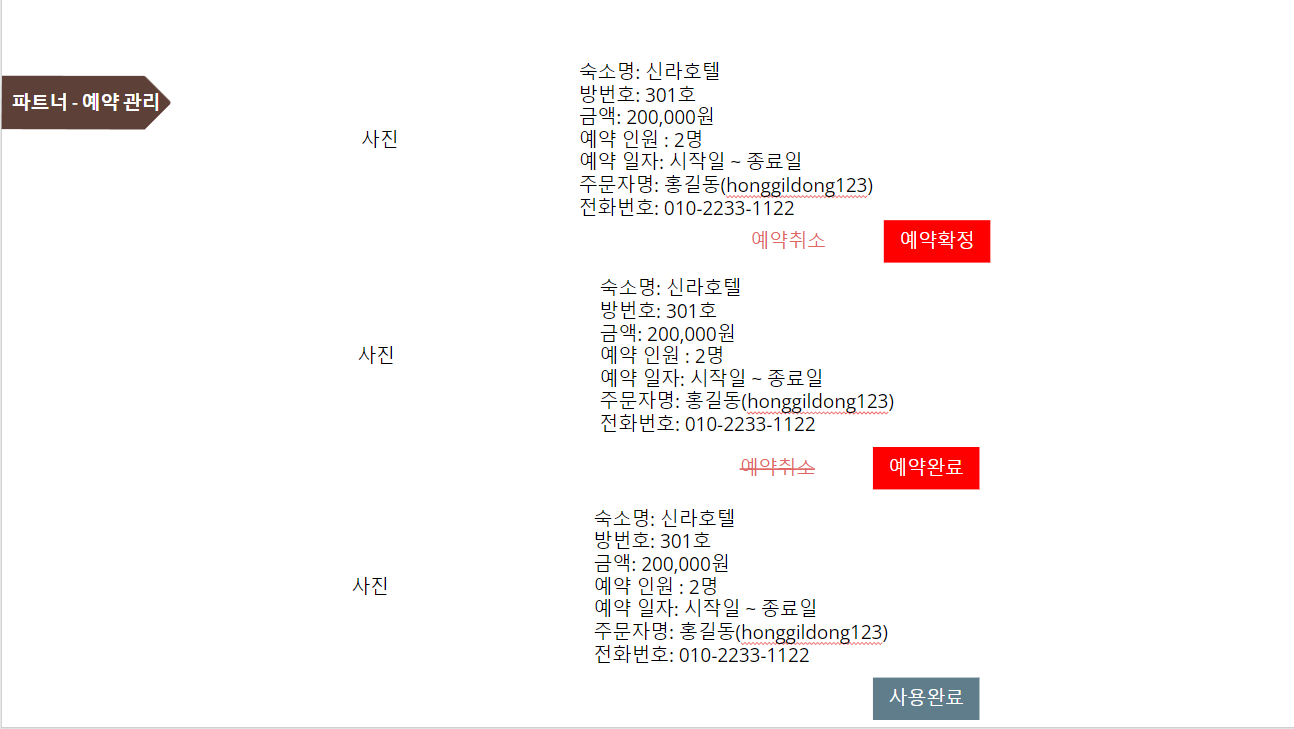 파트너 - 예약 관리
사진
숙소명: 신라호텔
방번호: 301호
금액: 200,000원
예약 인원 : 2명
예약 일자: 시작일 ~ 종료일
주문자명: 홍길동(honggildong123)
전화번호: 010-2233-1122
예약취소
예약확정
사진
숙소명: 신라호텔
방번호: 301호
금액: 200,000원
예약 인원 : 2명
예약 일자: 시작일 ~ 종료일
주문자명: 홍길동(honggildong123)
전화번호: 010-2233-1122
예약취소
예약완료
사진
숙소명: 신라호텔
방번호: 301호
금액: 200,000원
예약 인원 : 2명
예약 일자: 시작일 ~ 종료일
주문자명: 홍길동(honggildong123)
전화번호: 010-2233-1122
사용완료